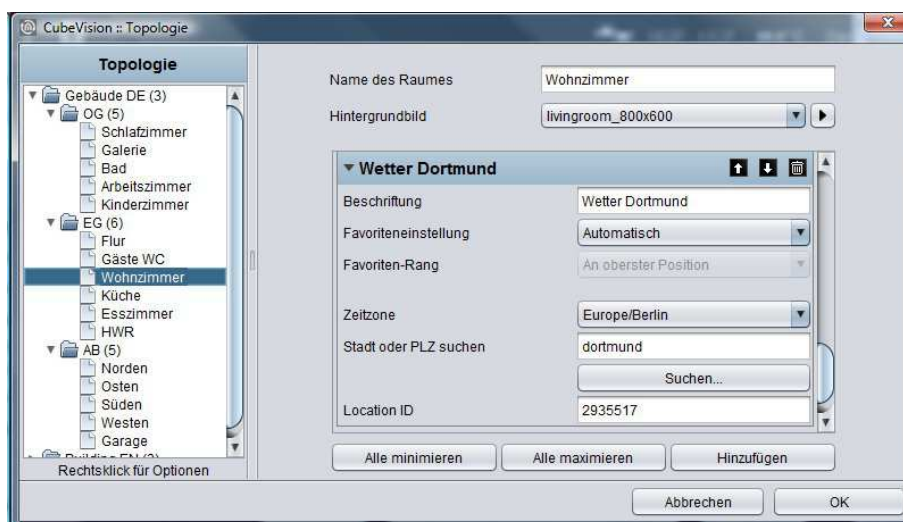 CubeVision :: Topologie
Topologie
Gebäude DE (3)
OG (5)
Schlafzimmer
Galerie
Bad
Arbeitszimmer
Kinderzimmer
EG (6)
Flur
Gäste WC
Wohnzimmer
Küche
Esszimmer
HWR
AB (5)
Norden
Osten
Süden
Westen
Garage
Rechtsklick für Optionen
Name des Raumes Wohnzimmer
Hintergrundbild livingroom_800x600
Wetter Dortmund
Beschriftung Wetter Dortmund
Favoriteneinstellung Automatisch
Favoriten-Rang An oberster Position
Zeitzone Europe/Berlin
Stadt oder PLZ suchen dortmund
Suchen...
Location ID 2935517
Alle minimieren Alle maximieren Hinzufügen
Abbrechen OK